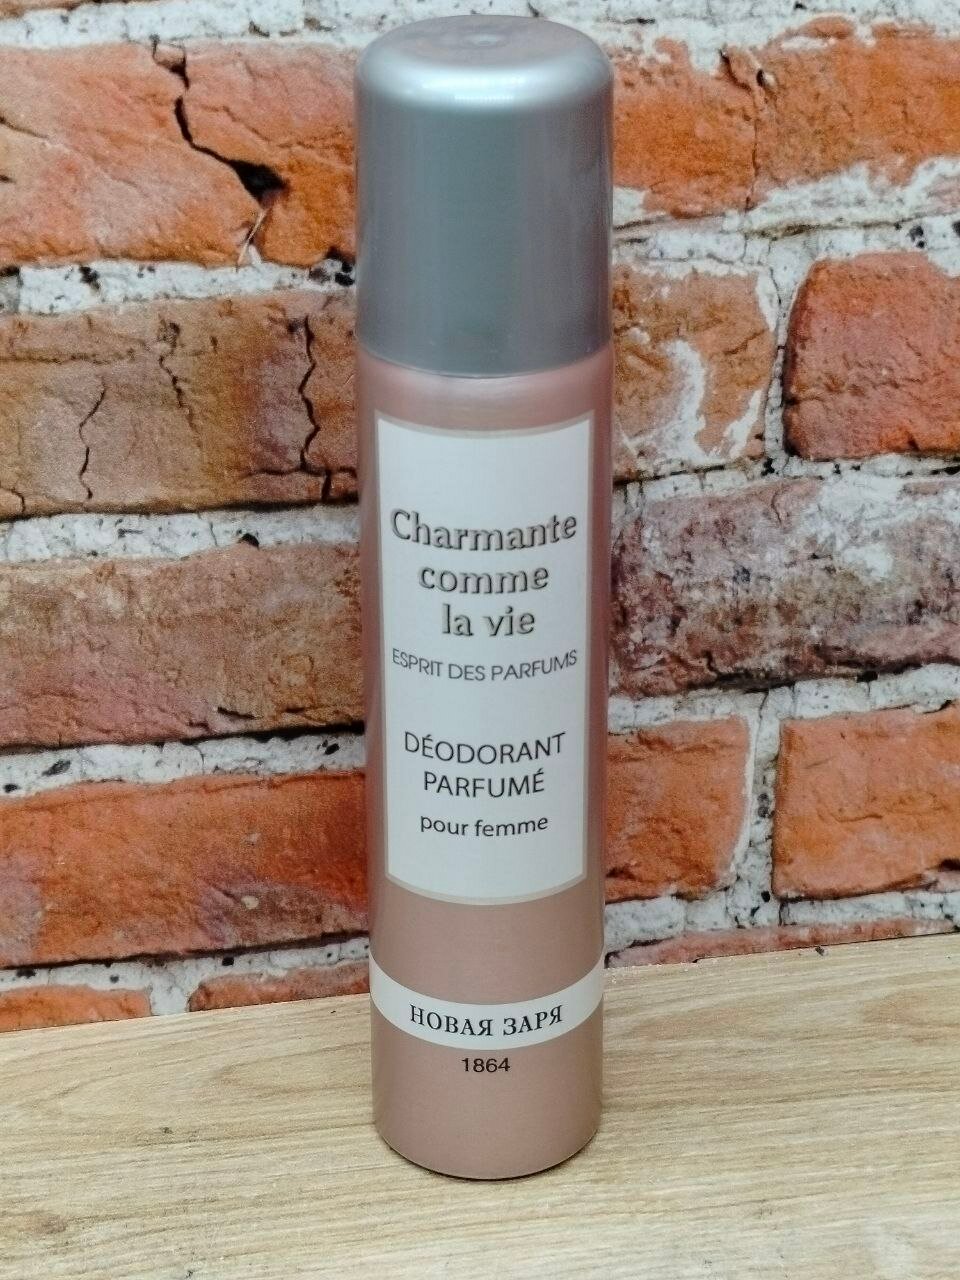 Charmante
comme
la vie
ESPRIT DES PARFUMS
DÉODORANT
PARFUMÉ
pour femme
НОВАЯ ЗАРЯ
1864